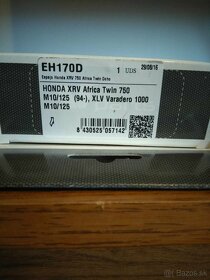 EH170D
1 UDS
29/08/16
Espejo Honda XRV 750 Africa Twin Dcho
HONDA XRV Africa Twin 750
M10/125 (94-), XLV Varadero 1000
M10/125
8 430525 057142
bazos.sk